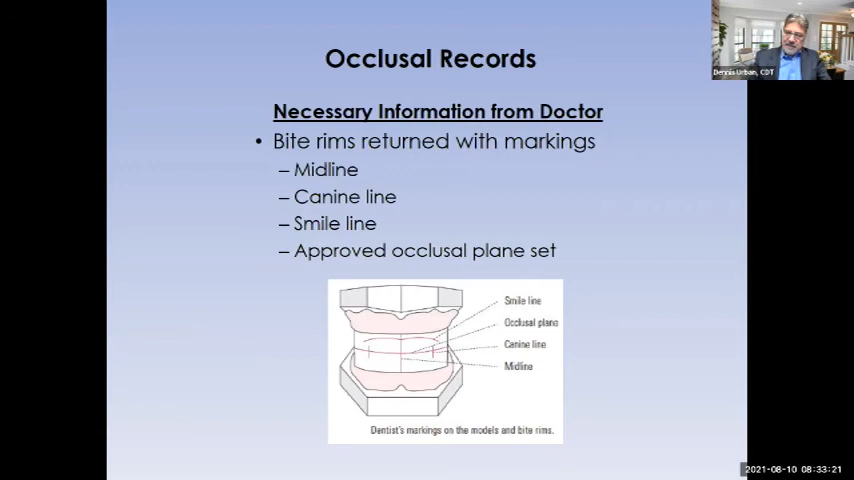 Occlusal Records
Dennis Urban, CDT
Necessary Information from Doctor
• Bite rims returned with markings
– Midline
– Canine line
– Smile line
– Approved occlusal plane set
Smile line
Occlusal plane
Canine line
Midline
Dentist's markings on the models and bite rims.
2021-08-10 08:33:21